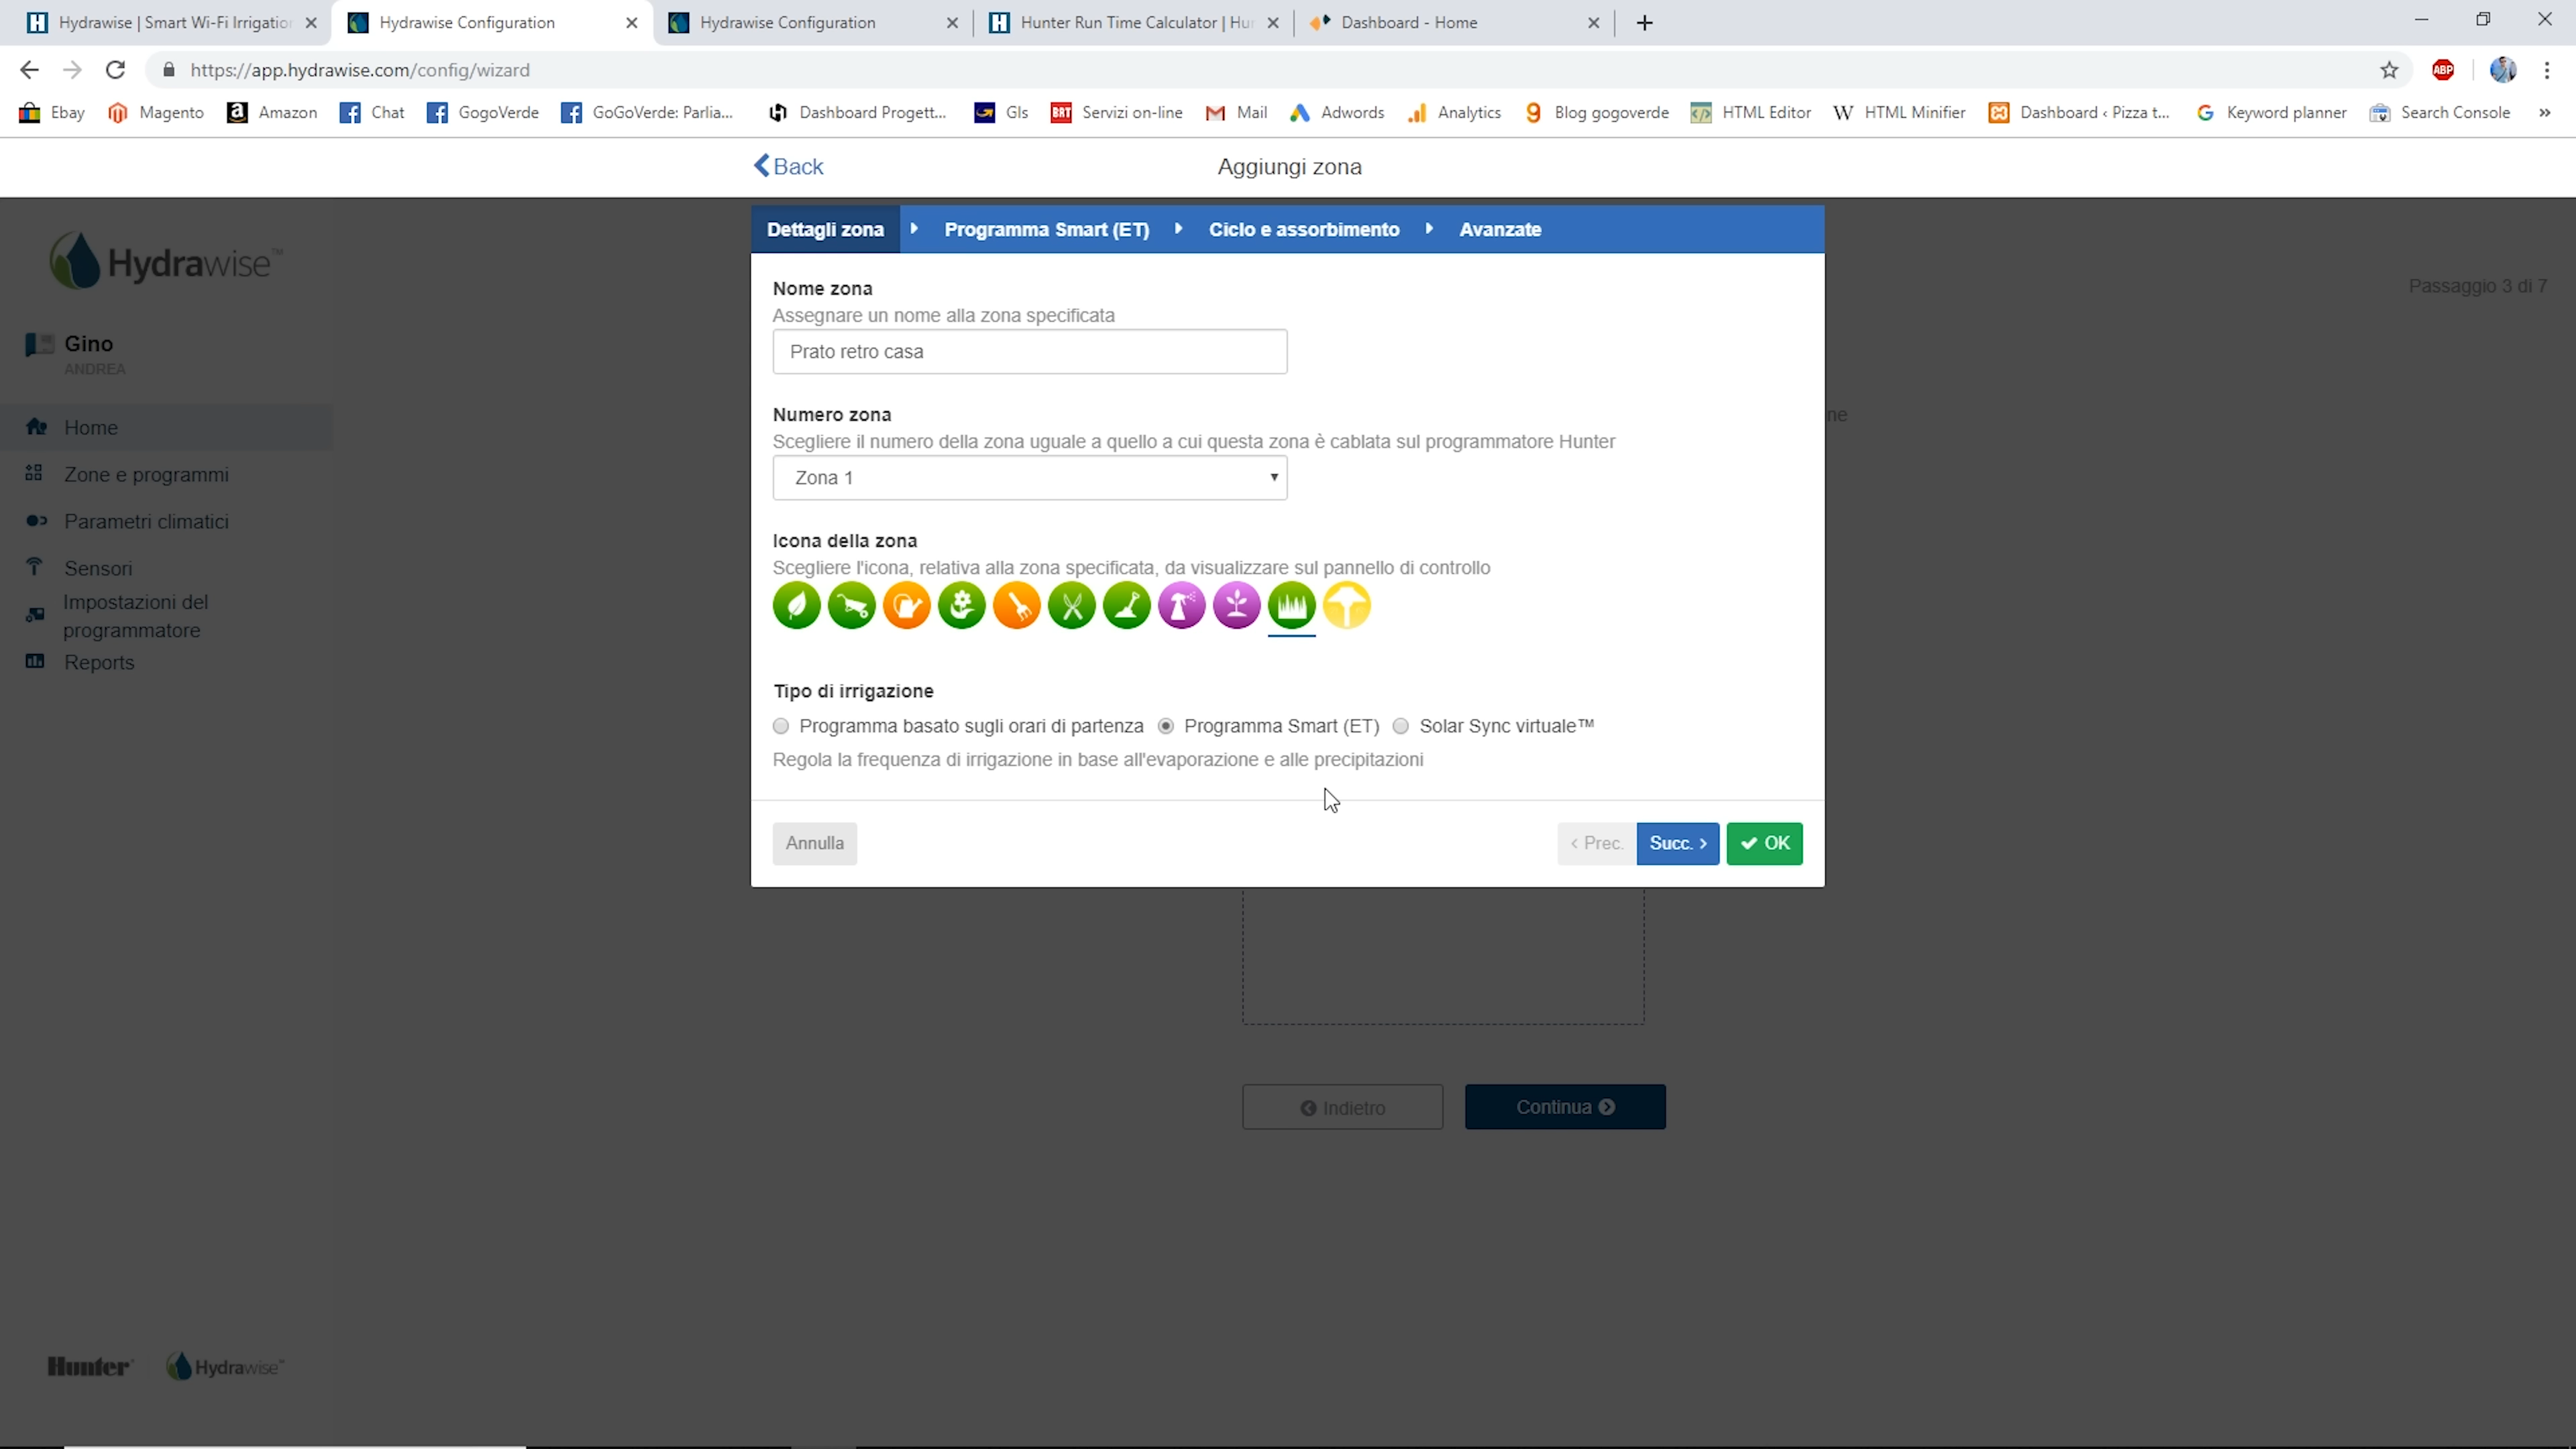 Hydrawise | Smart Wi-Fi Irrigation
Hydrawise Configuration
Hydrawise Configuration
Hunter Run Time Calculator | Hu
Dashboard - Home
https://app.hydrawise.com/config/wizard
ABP
Ebay
Magento
Amazon
Chat
GogoVerde
GoGoVerde: Parlia...
Dashboard Progett...
Gls
BRT
Servizi on-line
Mail
Adwords
Analytics
Blog gogoverde
HTML Editor
HTML Minifier
Dashboard ‹ Pizza t...
Keyword planner
Search Console
»
Back
Aggiungi zona
Dettagli zona
Programma Smart (ET)
Ciclo e assorbimento
Avanzate
Hydrawise™
Passaggio 3 di 7
Gino
ANDREA
Home
Zone e programmi
Parametri climatici
Sensori
Impostazioni del
programmatore
Reports
Nome zona
Assegnare un nome alla zona specificata
Prato retro casa
Numero zona
ne
Scegliere il numero della zona uguale a quello a cui questa zona è cablata sul programmatore Hunter
Zona 1
Icona della zona
Scegliere l'icona, relativa alla zona specificata, da visualizzare sul pannello di controllo
Tipo di irrigazione
Programma basato sugli orari di partenza
Programma Smart (ET)
Solar Sync virtuale™
Regola la frequenza di irrigazione in base all'evaporazione e alle precipitazioni
Annulla
‹ Prec.
Succ. ›
OK
Indietro
Continua
Hunter®
Hydrawise™